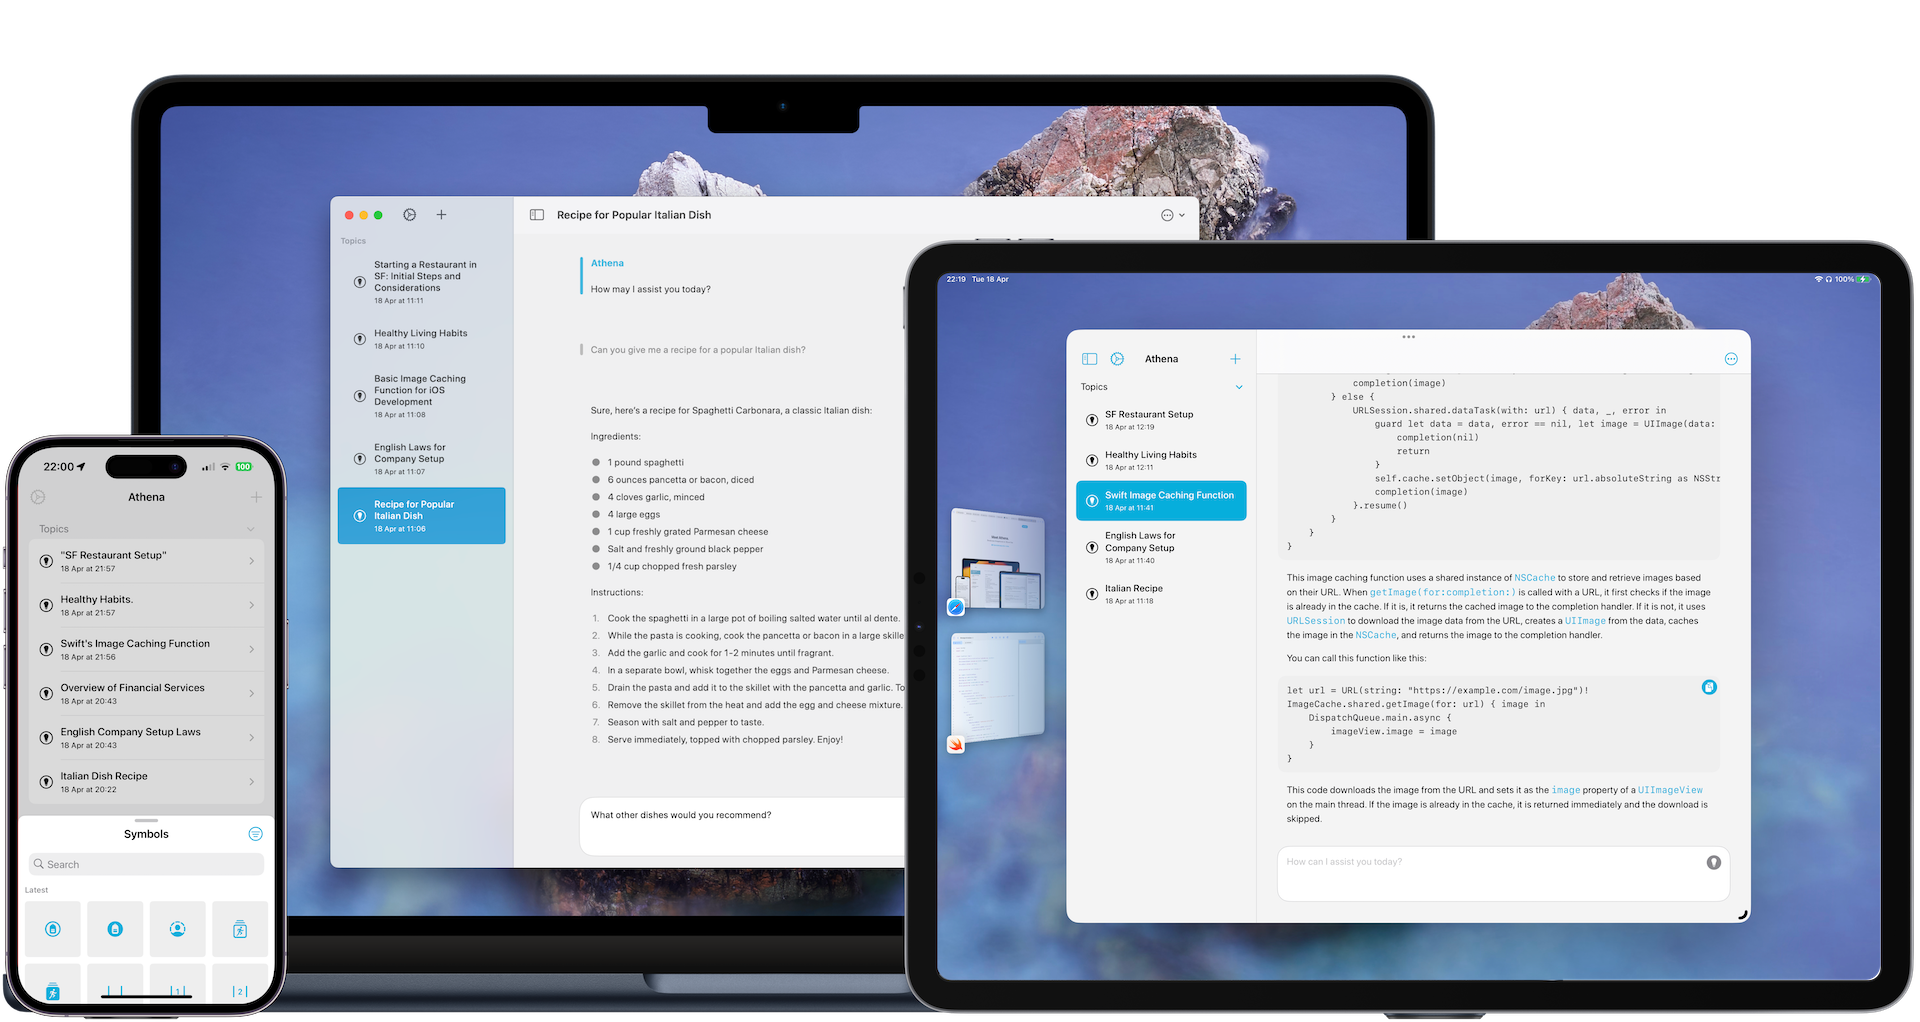 Recipe for Popular Italian Dish
Topics
Starting a Restaurant in
SF: Initial Steps and
Considerations
18 Apr at 11:11
Healthy Living Habits
18 Apr at 11:10
Basic Image Caching
Function for iOS
Development
18 Apr at 11:08
English Laws for
Company Setup
18 Apr at 11:07
Recipe for Popular
Italian Dish
18 Apr at 11:06
Athena
How may I assist you today?
Can you give me a recipe for a popular Italian dish?
Sure, here's a recipe for Spaghetti Carbonara, a classic Italian dish:
Ingredients:
1 pound spaghetti
6 ounces pancetta or bacon, diced
4 cloves garlic, minced
4 large eggs
1 cup freshly grated Parmesan cheese
Salt and freshly ground black pepper
1/4 cup chopped fresh parsley
Instructions:
1. Cook the spaghetti in a large pot of boiling salted water until al dente.
2. While the pasta is cooking, cook the pancetta or bacon in a large skille
3. Add the garlic and cook for 1-2 minutes until fragrant.
4. In a separate bowl, whisk together the eggs and Parmesan cheese.
5. Drain the pasta and add it to the skillet with the pancetta and garlic. To
6. Remove the skillet from the heat and add the egg and cheese mixture.
7. Season with salt and pepper to taste.
8. Serve immediately, topped with chopped parsley. Enjoy!
What other dishes would you recommend?
22:00
100
Athena
Topics
"SF Restaurant Setup"
18 Apr at 21:57
Healthy Habits.
18 Apr at 21:57
Swift's Image Caching Function
18 Apr at 21:56
Overview of Financial Services
18 Apr at 20:43
English Company Setup Laws
18 Apr at 20:43
Italian Dish Recipe
18 Apr at 20:22
Symbols
Search
Latest
1
2
22:19 Tue 18 Apr
100%
Athena
Topics
SF Restaurant Setup
18 Apr at 12:19
Healthy Living Habits
18 Apr at 12:11
Swift Image Caching Function
18 Apr at 11:41
English Laws for
Company Setup
18 Apr at 11:40
Italian Recipe
18 Apr at 11:18
completion(image)
} else {
URLSession.shared.dataTask(with: url) { data, _, error in
guard let data = data, error == nil, let image = UIImage(data:
completion(nil)
return
}
self.cache.setObject(image, forKey: url.absoluteString as NSStr
completion(image)
}.resume()
}
}
}
This image caching function uses a shared instance of NSCache to store and retrieve images based
on their URL. When getImage(for:completion:) is called with a URL, it first checks if the image
is already in the cache. If it is, it returns the cached image to the completion handler. If it is not, it uses
URLSession to download the image data from the URL, creates a UIImage from the data, caches
the image in the NSCache, and returns the image to the completion handler.
You can call this function like this:
let url = URL(string: "https://example.com/image.jpg")!
ImageCache.shared.getImage(for: url) { image in
DispatchQueue.main.async {
imageView.image = image
}
}
This code downloads the image from the URL and sets it as the image property of a UIImageView
on the main thread. If the image is already in the cache, it is returned immediately and the download is
skipped.
How can I assist you today?